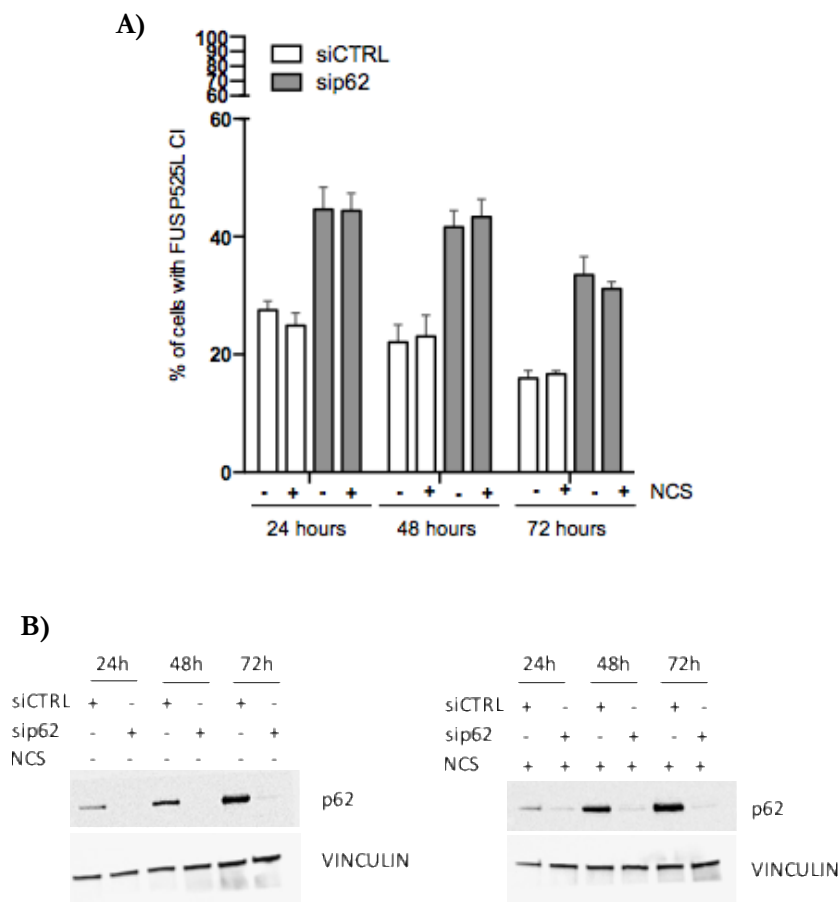 A)
100
90
80
70
60
siCTRL
sip62
60
40
20
0
% of cells with FUS P525L CI
- + - + - + - + - + - + NCS
24 hours 48 hours 72 hours
B)
24h 48h 72h
siCTRL + - + - + -
sip62 - + - + - +
NCS - - - - - -
p62
VINCULIN
24h 48h 72h
siCTRL + - + - + -
sip62 - + - + - +
NCS + + + + + +
p62
VINCULIN